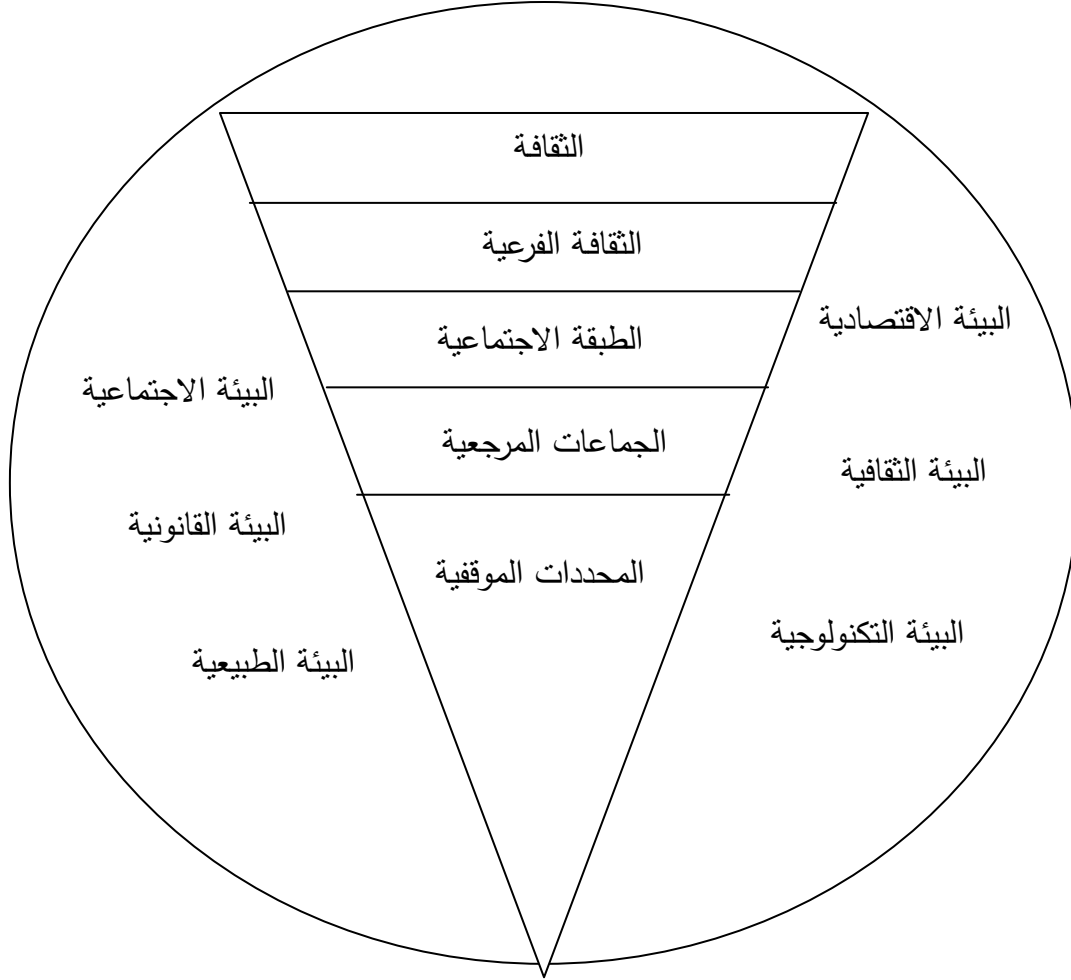 الثقافة
الثقافة الفرعية
الطبقة الاجتماعية
الجماعات المرجعية
المحددات الموقفية
البيئة الاقتصادية
البيئة الثقافية
البيئة التكنولوجية
البيئة الاجتماعية
البيئة القانونية
البيئة الطبيعية